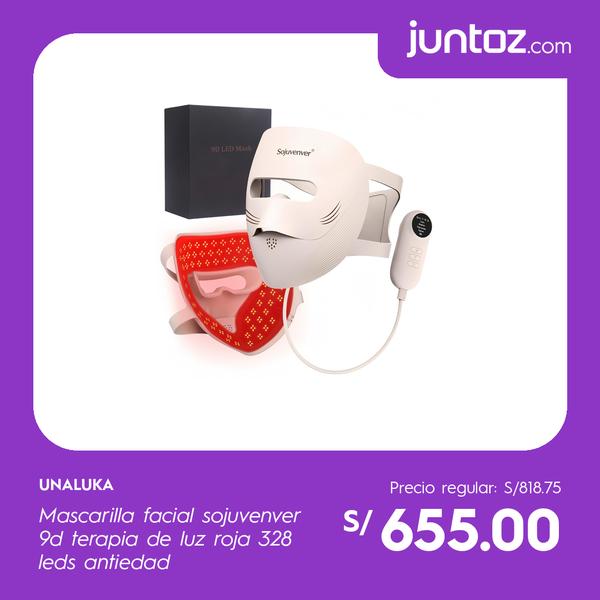 juntoz.com
9D LED Mask
Sojuvenver®
UNALUKA
Mascarilla facial sojuvenver
9d terapia de luz roja 328
leds antiedad
Precio regular: S/818.75
S/ 655.00